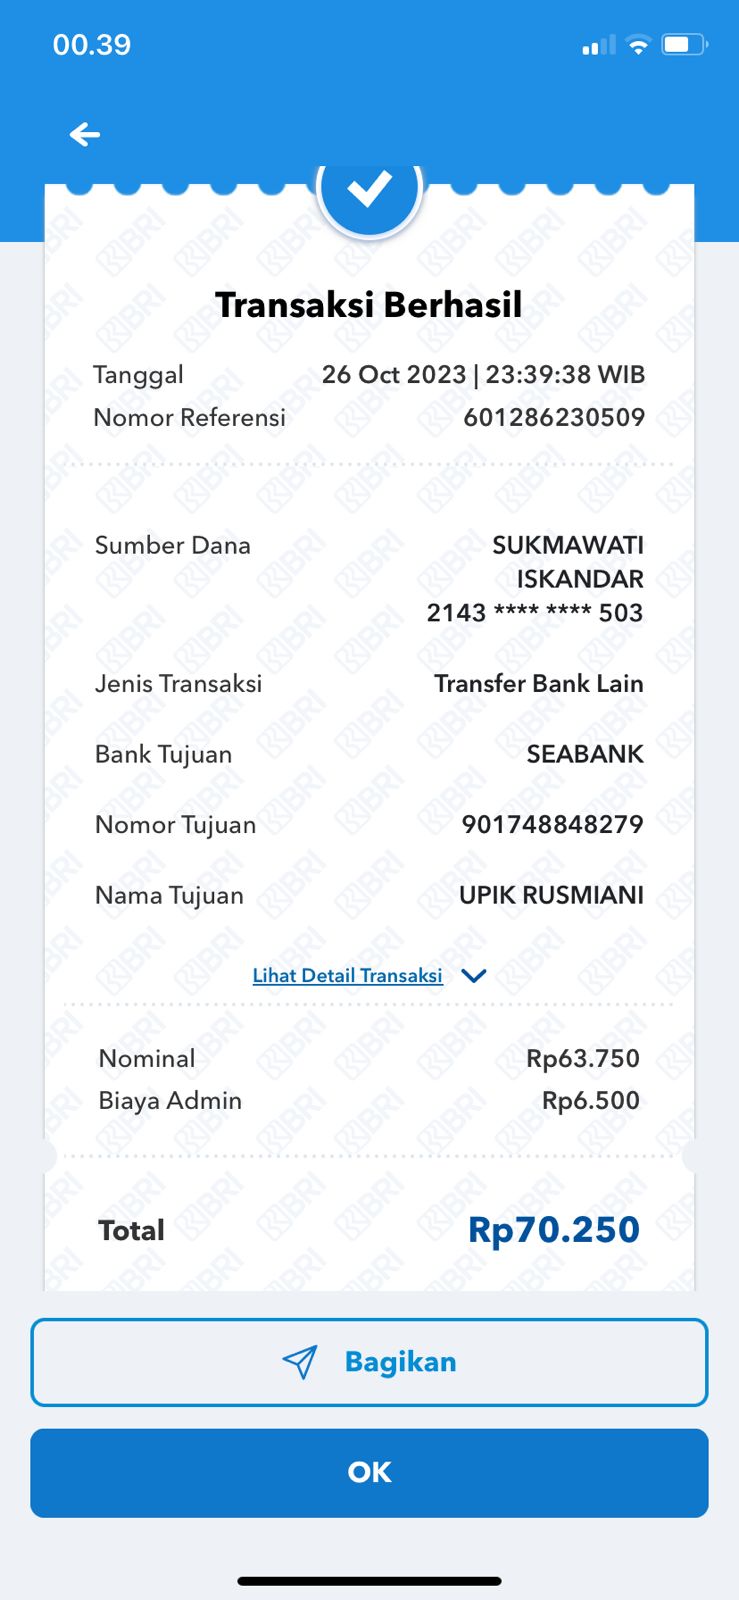 00.39
Transaksi Berhasil
Tanggal 26 Oct 2023 | 23:39:38 WIB
Nomor Referensi 601286230509
Sumber Dana SUKMAWATI
ISKANDAR
2143 **** **** 503
Jenis Transaksi Transfer Bank Lain
Bank Tujuan SEABANK
Nomor Tujuan 901748848279
Nama Tujuan UPIK RUSMIANI
Lihat Detail Transaksi
Nominal Rp63.750
Biaya Admin Rp6.500
Total Rp70.250
Bagikan
OK